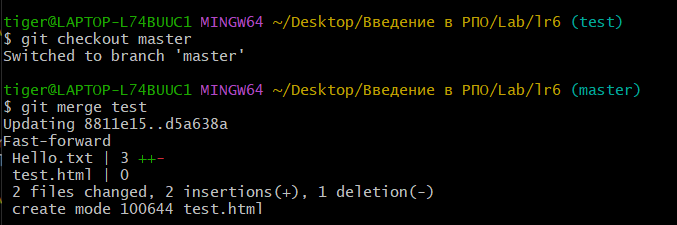 tiger@LAPTOP-L74BUUC1 MINGW64 ~/Desktop/Введение в РПО/Lab/lr6 (test)
$ git checkout master
Switched to branch 'master'
tiger@LAPTOP-L74BUUC1 MINGW64 ~/Desktop/Введение в РПО/Lab/lr6 (master)
$ git merge test
Updating 8811e15..d5a638a
Fast-forward
Hello.txt | 3 ++-
test.html | 0
2 files changed, 2 insertions(+), 1 deletion(-)
create mode 100644 test.html